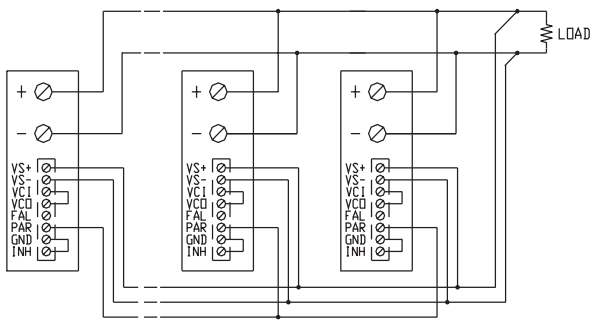 LOAD
+
-
VS+
VS-
VCI
VCO
FAL
PAR
GND
INH
+
-
VS+
VS-
VCI
VCO
FAL
PAR
GND
INH
+
-
VS+
VS-
VCI
VCO
FAL
PAR
GND
INH